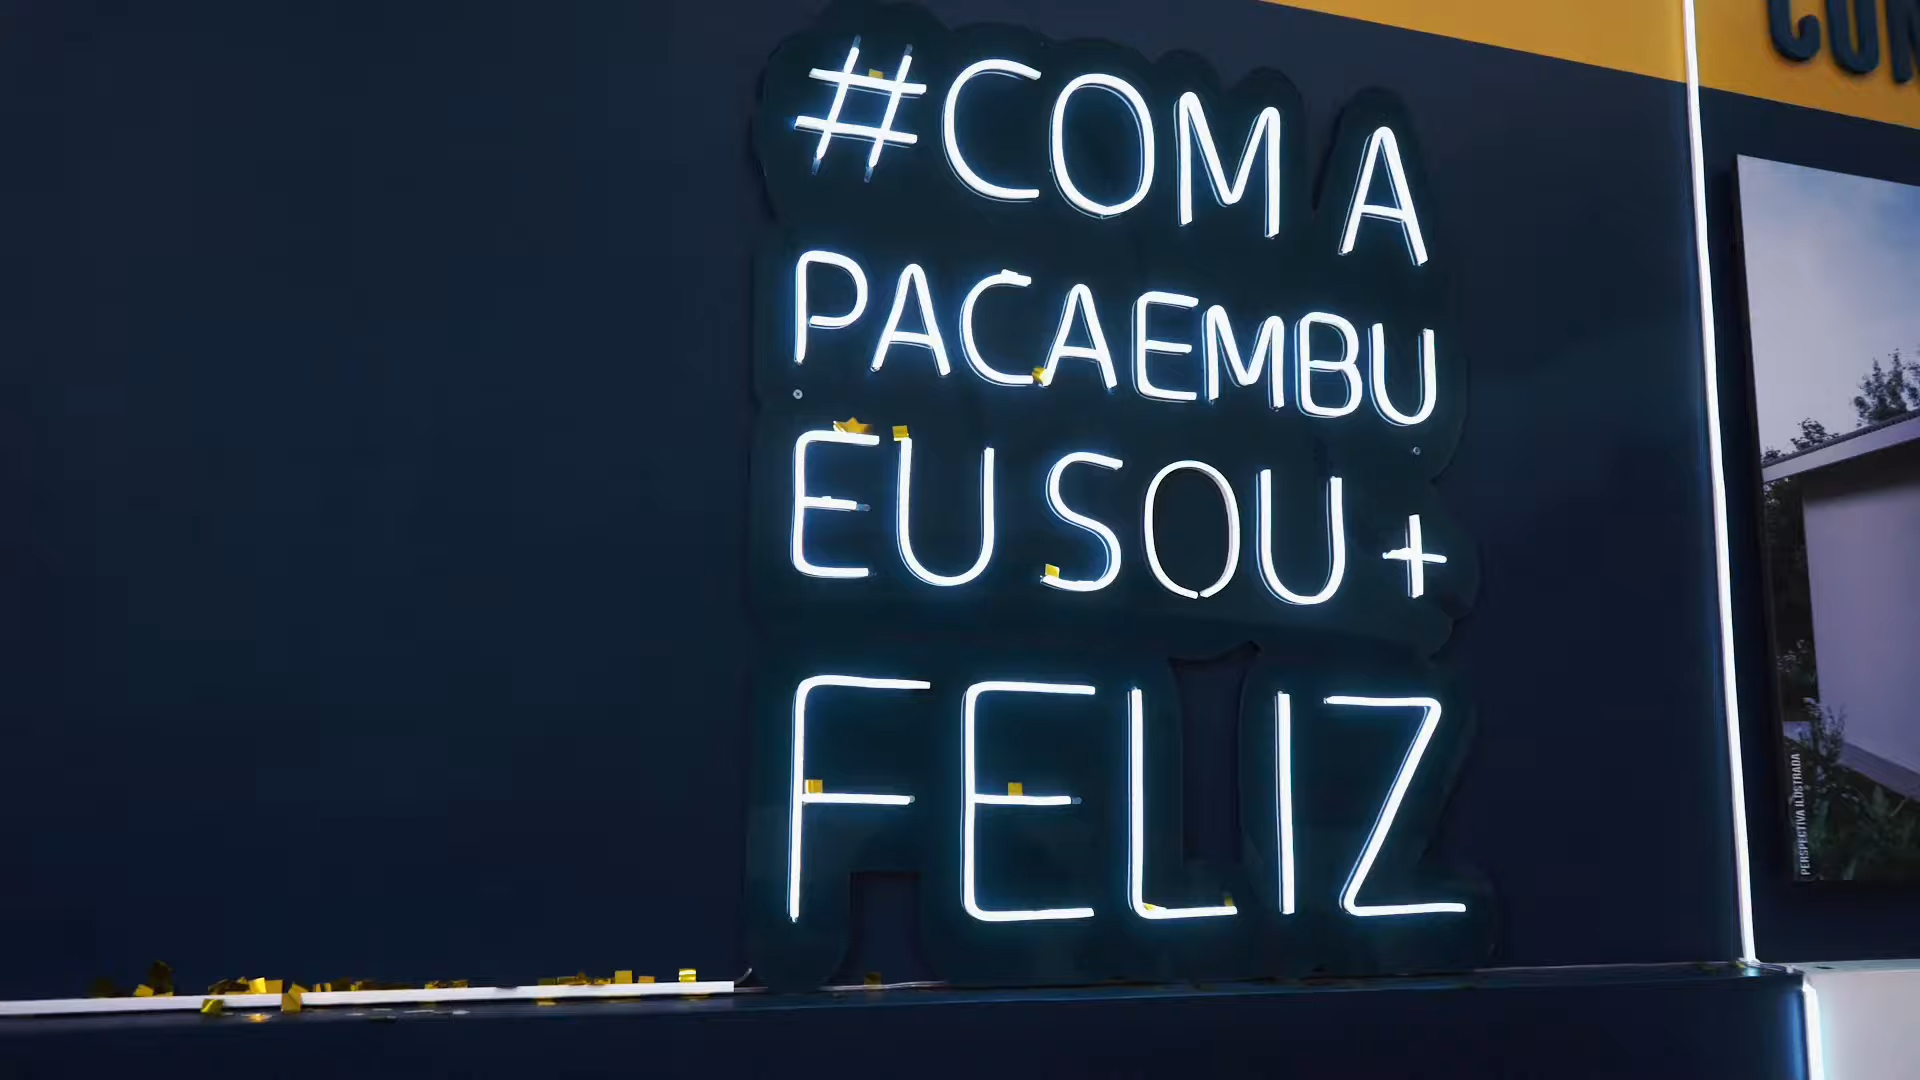 #COM A
PACAEMBU
EU SOU +
FELIZ
PERSPECTIVA ILUSTRADA